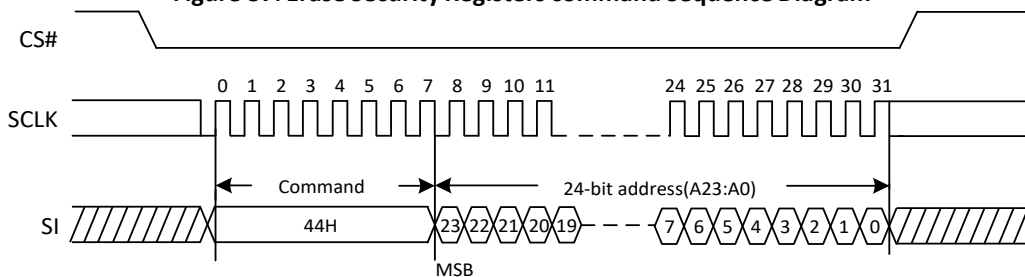 Figure Erase Security Registers command Sequence Diagram
CS#
0 1 2 3 4 5 6 7 8 9 10 11 24 25 26 27 28 29 30 31
SCLK
Command 24-bit address(A23:A0)
SI 44H 23 22 21 20 19 7 6 5 4 3 2 1 0
MSB